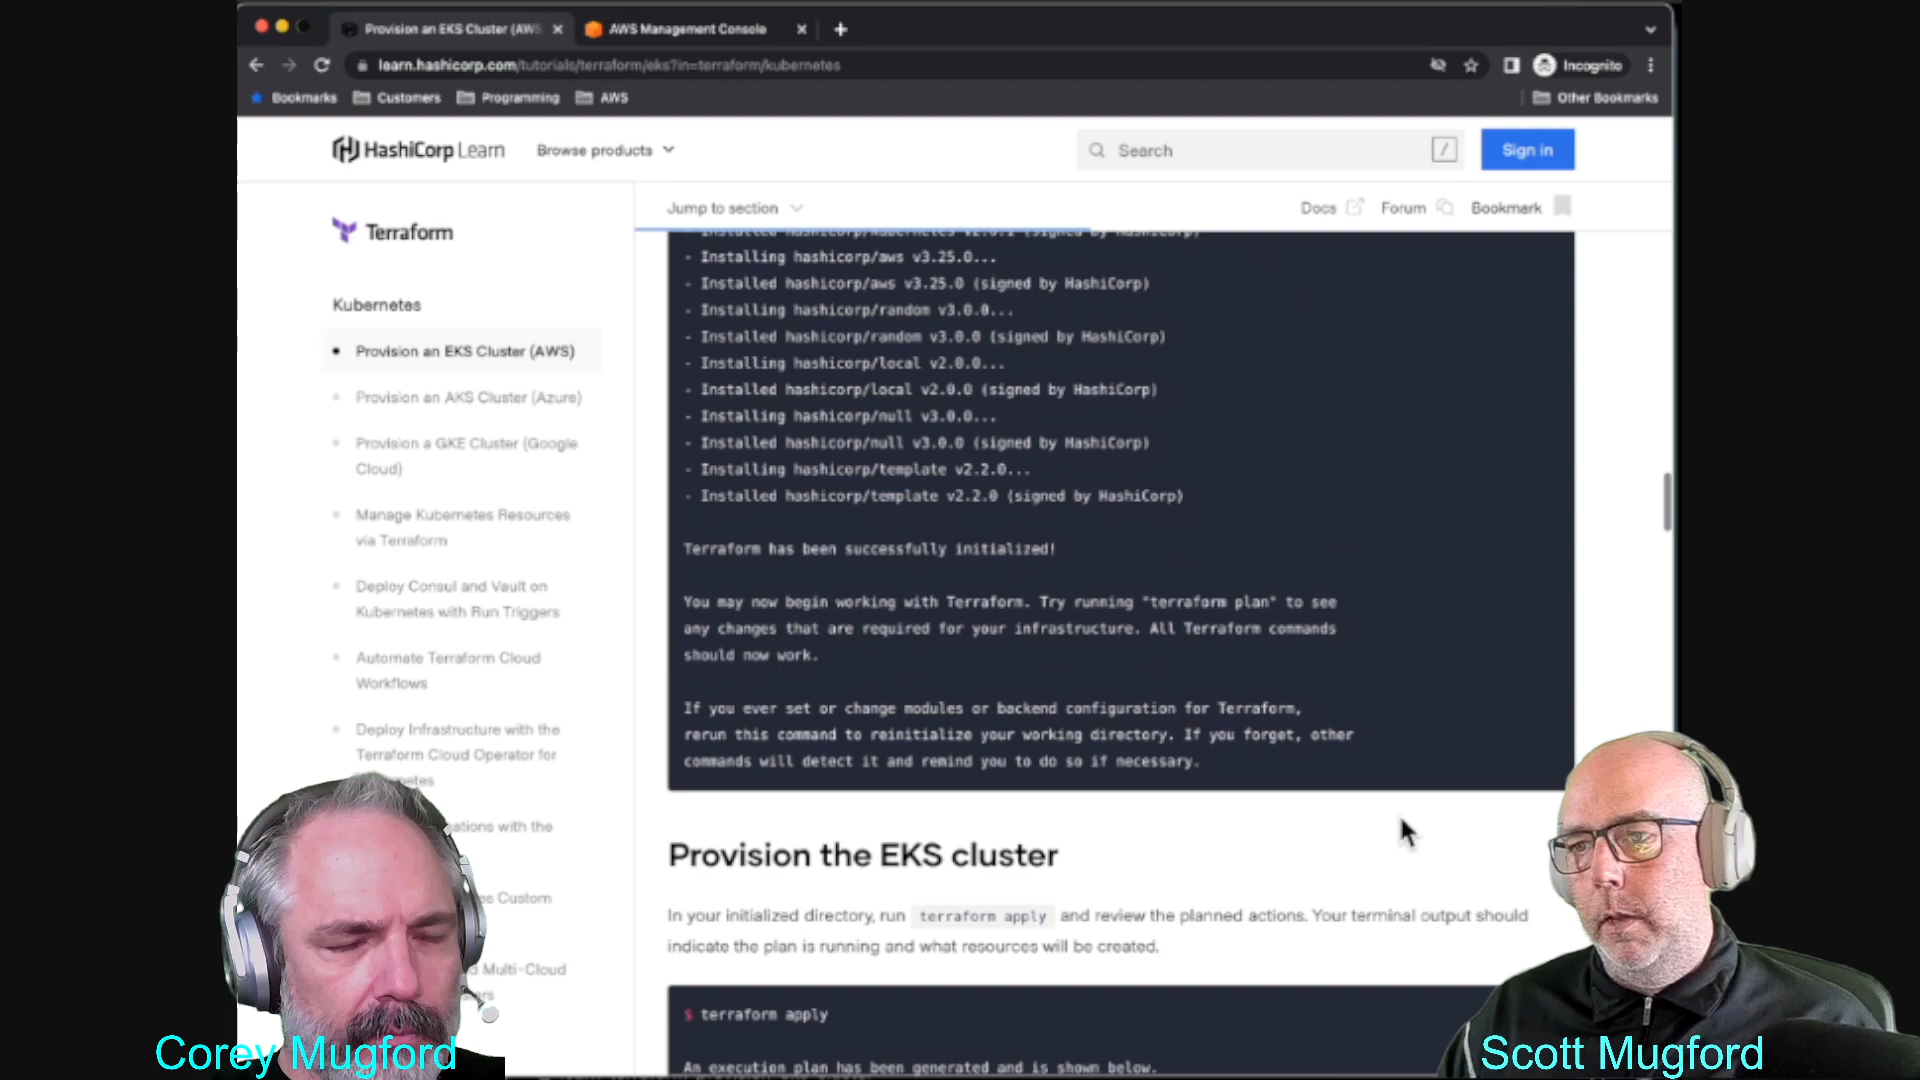 Provision an EKS Cluster (AWS
AWS Management Console
learn.hashicorp.com/tutorials/terraform/eks?in=terraform/kubernetes
Incognito
Bookmarks
Customers
Programming
AWS
Other Bookmarks
HashiCorp Learn
Browse products
Search
/
Sign in
Jump to section
Docs
Forum
Bookmark
Terraform
Kubernetes
Provision an EKS Cluster (AWS)
Provision an AKS Cluster (Azure)
Provision a GKE Cluster (Google
Cloud)
Manage Kubernetes Resources
via Terraform
Deploy Consul and Vault on
Kubernetes with Run Triggers
Automate Terraform Cloud
Workflows
Deploy Infrastructure with the
Terraform Cloud Operator for
ations with the
Custom
Multi-Cloud
- Installing hashicorp/aws v3.25.0...
- Installed hashicorp/aws v3.25.0 (signed by HashiCorp)
- Installing hashicorp/random v3.0.0...
- Installed hashicorp/random v3.0.0 (signed by HashiCorp)
- Installing hashicorp/local v2.0.0...
- Installed hashicorp/local v2.0.0 (signed by HashiCorp)
- Installing hashicorp/null v3.0.0...
- Installed hashicorp/null v3.0.0 (signed by HashiCorp)
- Installing hashicorp/template v2.2.0...
- Installed hashicorp/template v2.2.0 (signed by HashiCorp)
Terraform has been successfully initialized!
You may now begin working with Terraform. Try running "terraform plan" to see
any changes that are required for your infrastructure. All Terraform commands
should now work.
If you ever set or change modules or backend configuration for Terraform,
rerun this command to reinitialize your working directory. If you forget, other
commands will detect it and remind you to do so if necessary.
Provision the EKS cluster
In your initialized directory, run terraform apply and review the planned actions. Your terminal output should
indicate the plan is running and what resources will be created.
$ terraform apply
An execution plan has been generated and is shown below.
Corey Mugford
Scott Mugford